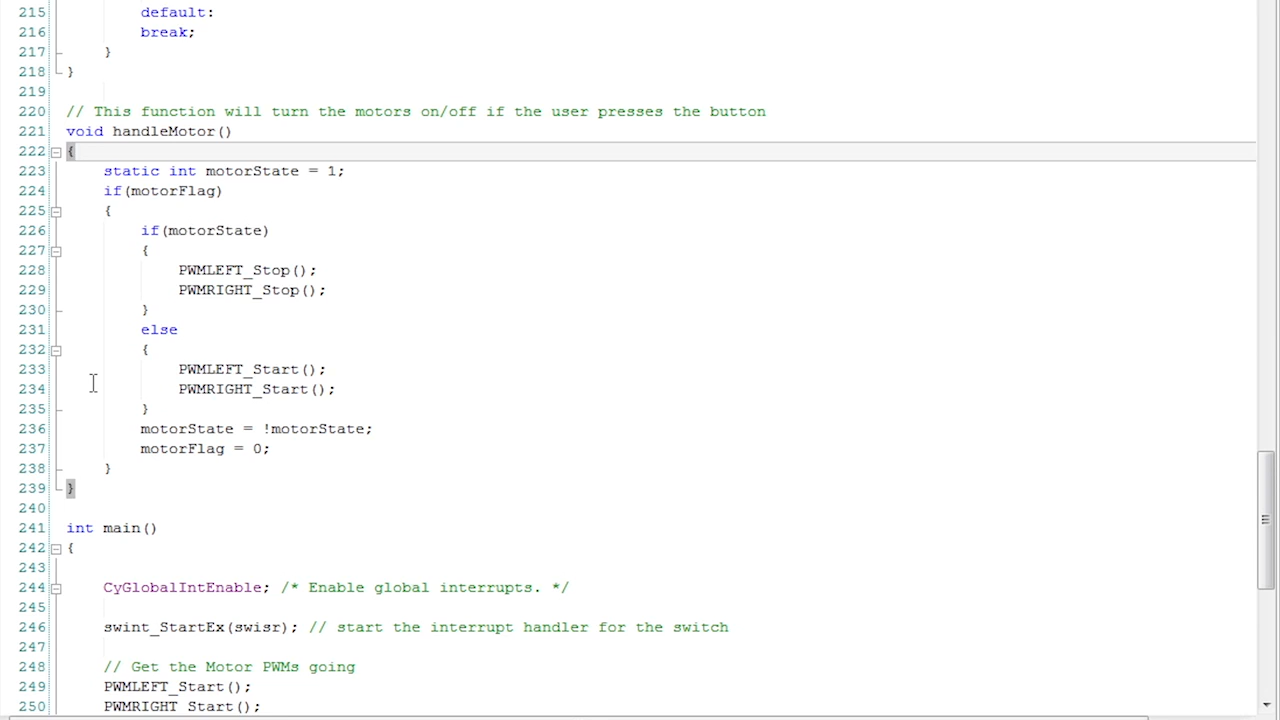 215 default:
216 break;
217 }
218 }
219
220 // This function will turn the motors on/off if the user presses the button
221 void handleMotor()
222 {
223 static int motorState = 1;
224 if(motorFlag)
225 {
226 if(motorState)
227 {
228 PWMLEFT_Stop();
229 PWMRIGHT_Stop();
230 }
231 else
232 {
233 PWMLEFT_Start();
234 PWMRIGHT_Start();
235 }
236 motorState = !motorState;
237 motorFlag = 0;
238 }
239 }
240
241 int main()
242 {
243
244 CyGlobalIntEnable; /* Enable global interrupts. */
245
246 swint_StartEx(swisr); // start the interrupt handler for the switch
247
248 // Get the Motor PWMs going
249 PWMLEFT_Start();
250 PWMRIGHT_Start();